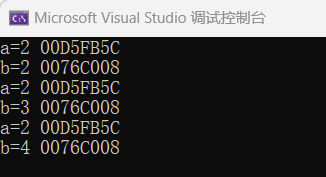 Microsoft Visual Studio 调试控制台
a=2 00D5FB5C
b=2 0076C008
a=2 00D5FB5C
b=3 0076C008
a=2 00D5FB5C
b=4 0076C008